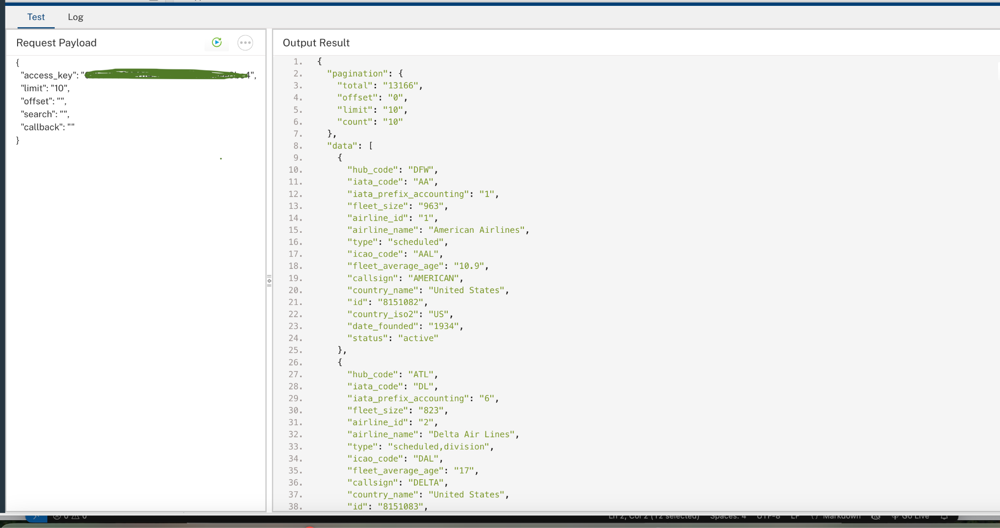 Test Log
Request Payload
{
"access_key": "
"limit": "10",
"offset": "",
"search": "",
"callback": ""
}
Output Result
1. {
2. "pagination": {
3. "total": "13166",
4. "offset": "0",
5. "limit": "10",
6. "count": "10"
7. },
8. "data": [
9. {
10. "hub_code": "DFW",
11. "iata_code": "AA",
12. "iata_prefix_accounting": "1",
13. "fleet_size": "963",
14. "airline_id": "1",
15. "airline_name": "American Airlines",
16. "type": "scheduled",
17. "icao_code": "AAL",
18. "fleet_average_age": "10.9",
19. "callsign": "AMERICAN",
20. "country_name": "United States",
21. "id": "8151082",
22. "country_iso2": "US",
23. "date_founded": "1934",
24. "status": "active"
25. },
26. {
27. "hub_code": "ATL",
28. "iata_code": "DL",
29. "iata_prefix_accounting": "6",
30. "fleet_size": "823",
31. "airline_id": "2",
32. "airline_name": "Delta Air Lines",
33. "type": "scheduled,division",
34. "icao_code": "DAL",
35. "fleet_average_age": "17",
36. "callsign": "DELTA",
37. "country_name": "United States",
38. "id": "8151083",
0 0 Ln 2, Col 2 (12 selected) Spaces: 4 UTF-8 LF {} Markdown Go Live